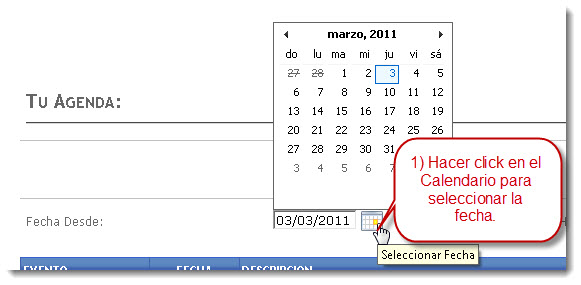 marzo, 2011
do lu ma mi ju vi sá
27 28 1 2 3 4 5
6 7 8 9 10 11 12
13 14 15 16 17 18 19
20 21 22 23 24 25 26
27 28 29 30 31
3 4 5 6
TU AGENDA:
1) Hacer click en el
Calendario para
seleccionar la
fecha.
Fecha Desde:
03/03/2011
Seleccionar Fecha
EVENTO FECHA DESCRIPCION